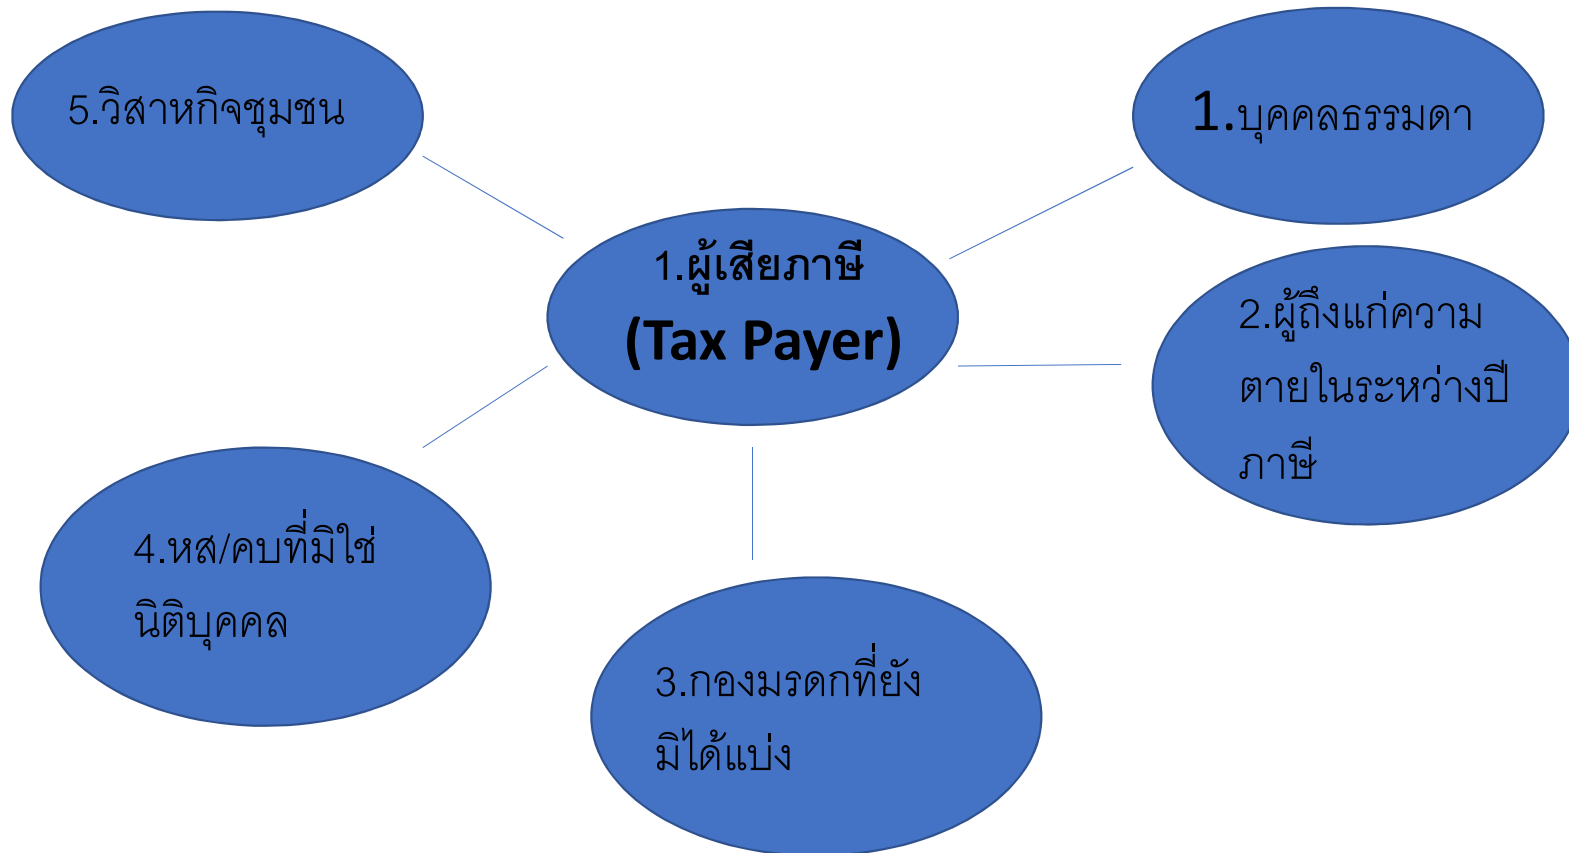 1.ผู้เสียภาษี
(Tax Payer)
1.บุคคลธรรมดา
2.ผู้ถึงแก่ความ
ตายในระหว่างปี
ภาษี
3.กองมรดกที่ยัง
มิได้แบ่ง
4.หส/คบที่มิใช่
นิติบุคคล
5.วิสาหกิจชุมชน